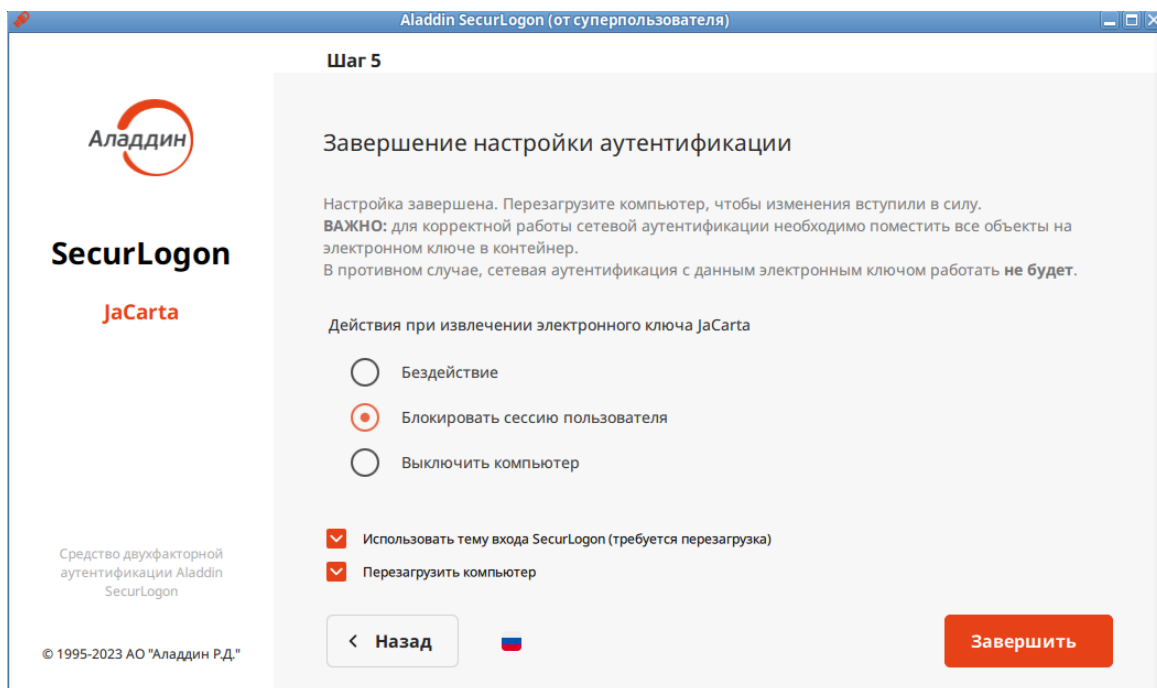 Aladdin SecurLogon (от суперпользователя)
Шаг 5
Аладдин
SecurLogon
JaCarta
Завершение настройки аутентификации
Настройка завершена. Перезагрузите компьютер, чтобы изменения вступили в силу.
ВАЖНО: для корректной работы сетевой аутентификации необходимо поместить все объекты на
электронном ключе в контейнер.
В противном случае, сетевая аутентификация с данным электронным ключом работать не будет.
Действия при извлечении электронного ключа JaCarta
Бездействие
Блокировать сессию пользователя
Выключить компьютер
Использовать тему входа SecurLogon (требуется перезагрузка)
Перезагрузить компьютер
Средство двухфакторной
аутентификации Aladdin
SecurLogon
© 1995-2023 АО "Аладдин Р.Д."
Назад
Завершить